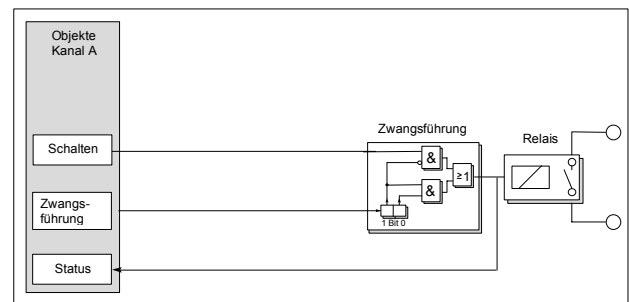 Objekte
Kanal A
Zwangsführung
Relais
Schalten
&
≥1
&
Zwangs-
führung
1 Bit 0
Status